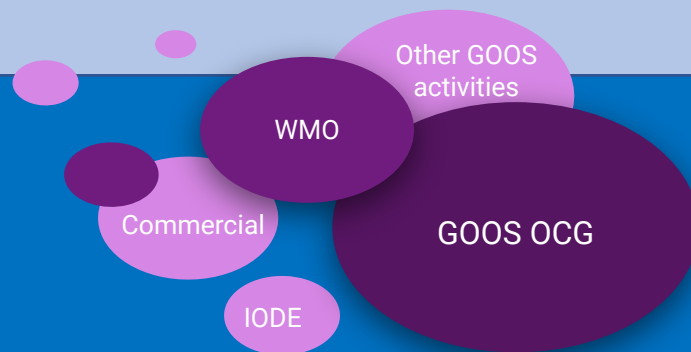 Other GOOS
activities
WMO
Commercial
GOOS OCG
IODE